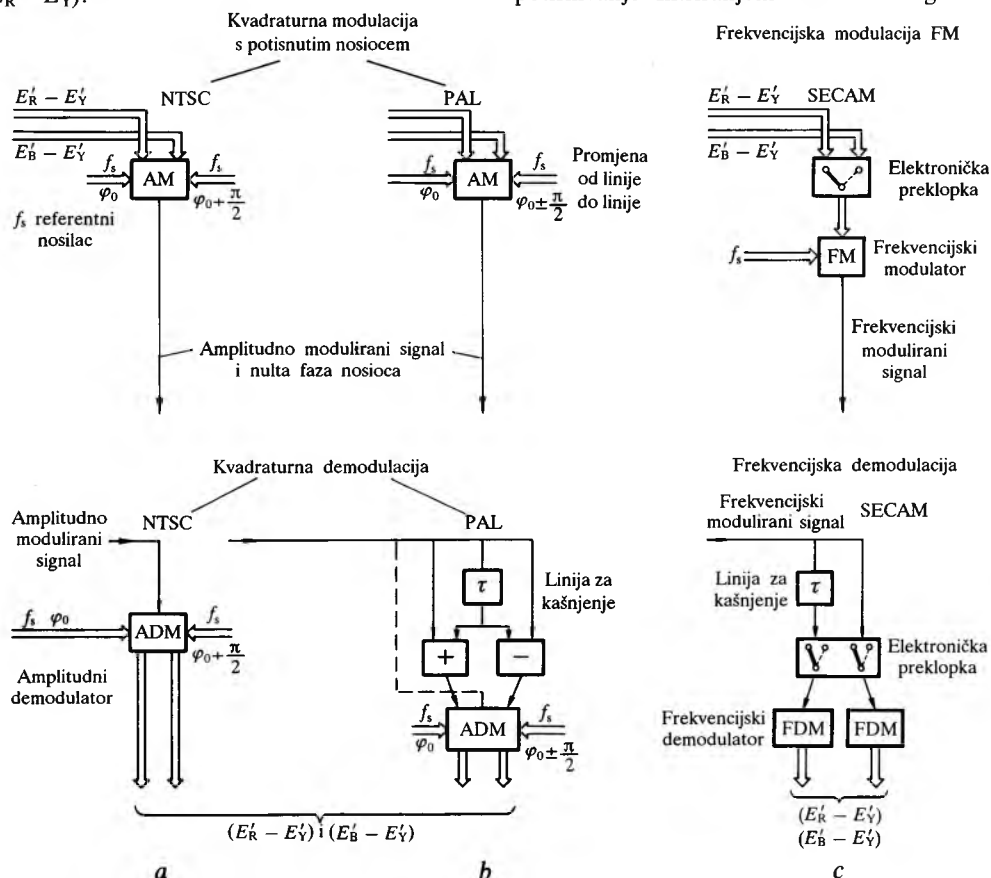 E'R − E'Y).
Kvadraturna modulacija
s potisnutim nosiocem
Frekvencijska modulacija FM
E'R − E'Y
NTSC
E'B − E'Y
fs
φ0
AM
fs
φ0 + π/2
fs referentni
nosilac
PAL
fs
φ0
AM
fs
φ0 ± π/2
Promjena
od linije
do linije
E'R − E'Y
SECAM
E'B − E'Y
Elektronička
preklopka
fs
FM
Frekvencijski
modulator
Frekvencijski
modulirani
signal
Amplitudno modulirani signal
i nulta faza nosioca
Kvadraturna demodulacija
Frekvencijska demodulacija
Amplitudno
modulirani
signal
NTSC
fs φ0
ADM
fs
φ0 + π/2
Amplitudni
demodulator
PAL
τ
Linija za
kašnjenje
+
−
fs
φ0
ADM
fs
φ0 ± π/2
Frekvencijski
modulirani signal
SECAM
Linija za
kašnjenje
τ
Elektronička
preklopka
Frekvencijski
demodulator
FDM
FDM
(E'R − E'Y) i (E'B − E'Y)
(E'R − E'Y)
(E'B − E'Y)
a
b
c